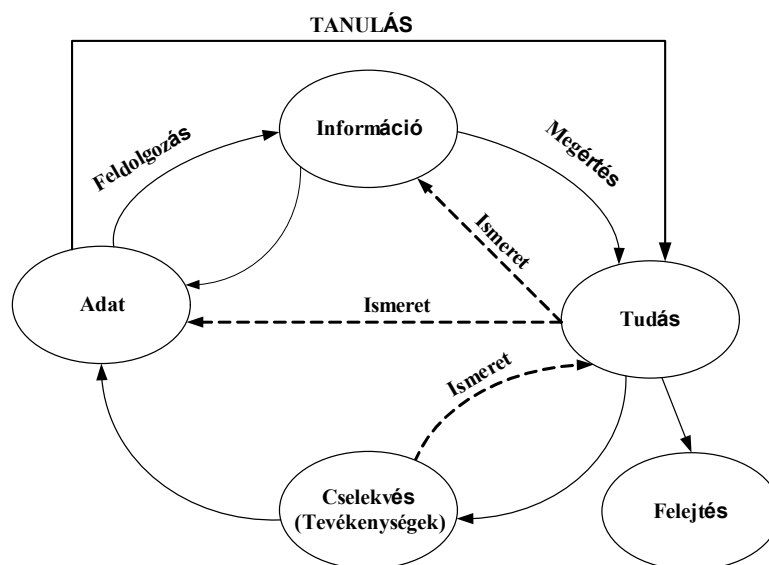 TANULÁS
Információ
Feldolgozás
Megértés
Ismeret
Adat
Ismeret
Tudás
Ismeret
Cselekvés
(Tevékenységek)
Felejtés